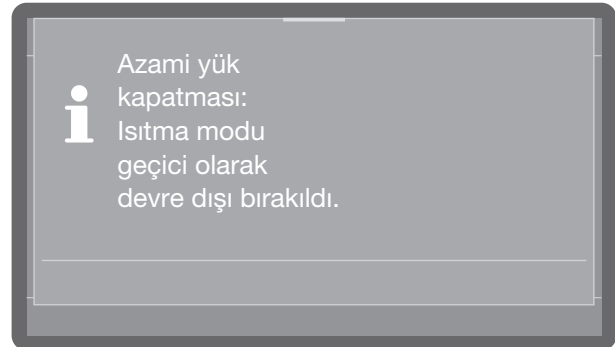 Azami yük
kapatması:
Isıtma modu
geçici olarak
devre dışı bırakıldı.